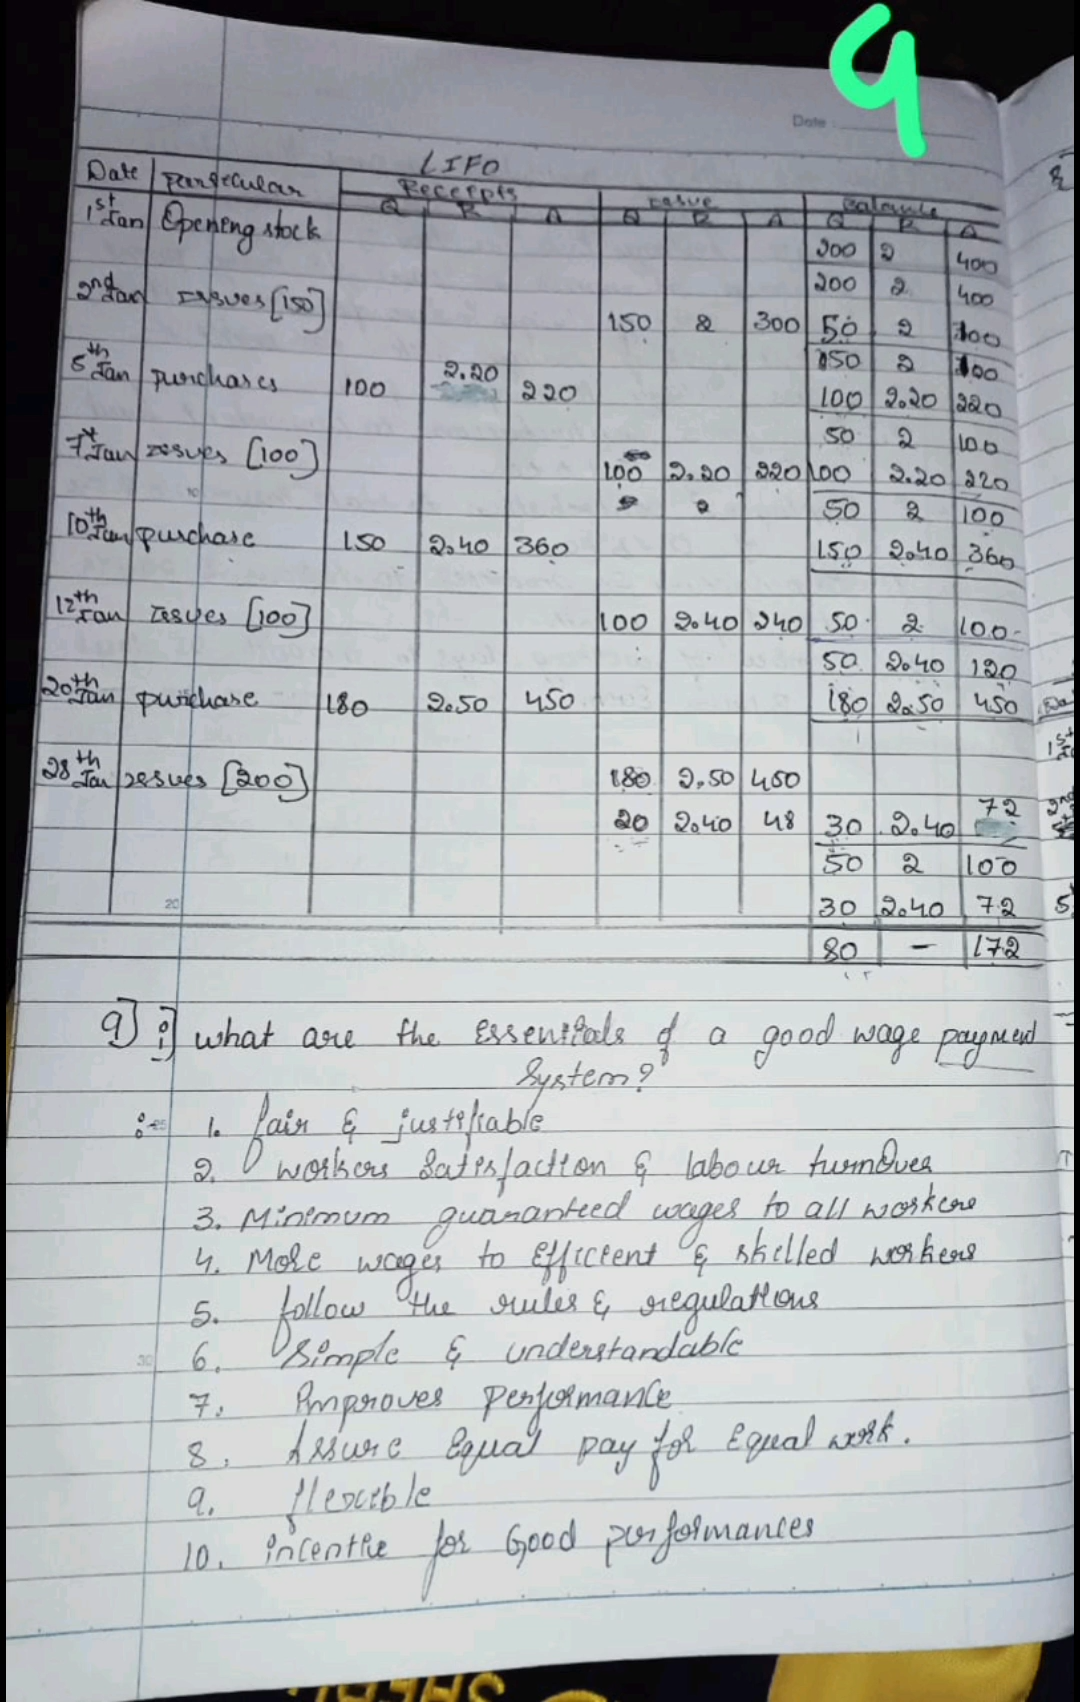 9
Date
LIFO
Date particular Receipts Issue Balance
Q R A Q R A Q R A
1st Jan Opening stock 200 2 400
200 2 400
2nd Jan Issues [150] 150 2 300 50 2 100
50 2 100
5th Jan purchases 100 2.20 220 100 2.20 220
50 2 100
7th Jan Issues [100] 100 2.20 220 100 2.20 220
2 50 2 100
10th Jan purchase 150 2.40 360 150 2.40 360
12th Jan Issues [100] 100 2.40 240 50 2 100
50 2.40 120
20th Jan purchase 180 2.50 450 180 2.50 450
28th Jan Issues [200] 180 2.50 450
20 2.40 48 30 2.40 72
50 2 100
20
30 2.40 72
80 - 172
9] i] what are the Essentials of a good wage payment
System?
:- 25 1. fair & justifiable
2. workers Satisfaction & labour turnover
3. Minimum guaranteed wages to all workers
4. More wages to Efficient & skilled workers
5. follow the rules & regulations
30 6. Simple & understandable
7. Improves Performance
8. Assure Equal pay for Equal work.
9. flexible
10. incentive for Good performances